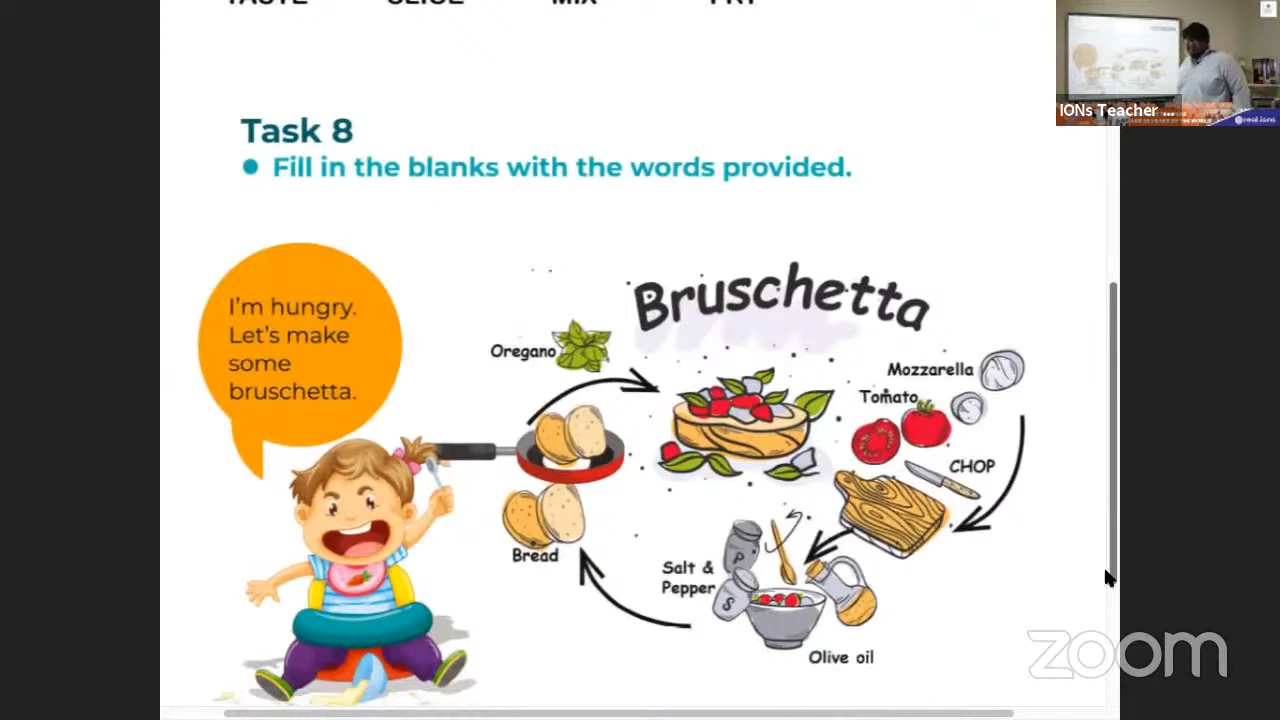 TASTE SLICE MIX FRY
IONs Teacher ...
Task 8
Fill in the blanks with the words provided.
I'm hungry.
Let's make
some
bruschetta.
Bruschetta
Oregano
Mozzarella
Tomato
CHOP
Bread
Salt &
Pepper
P
S
Olive oil
zoom